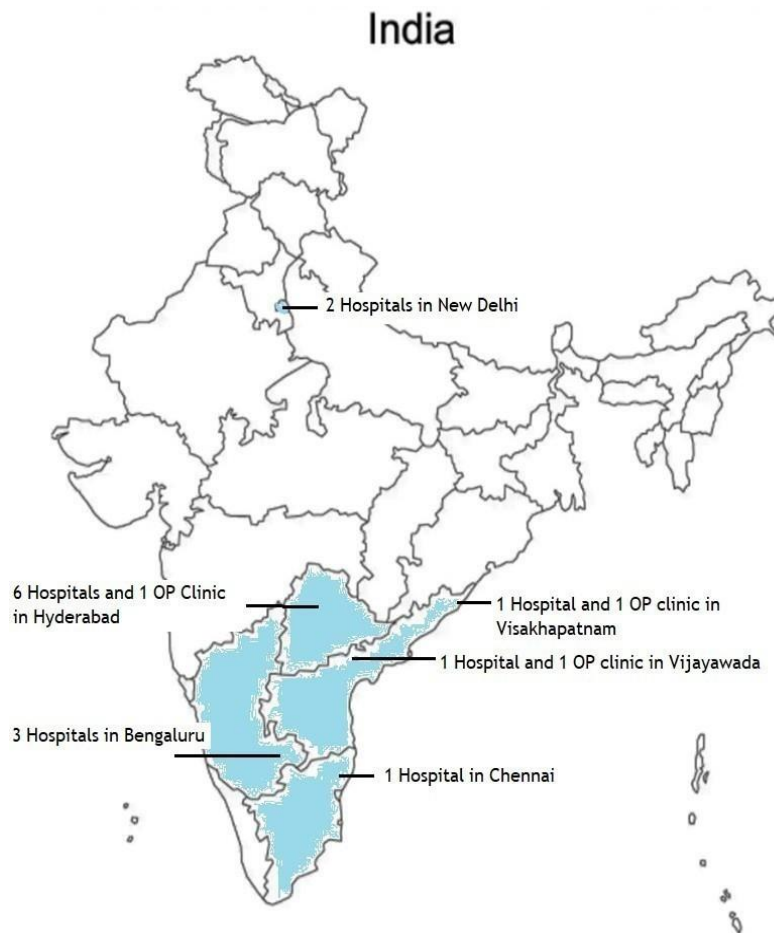 India
2 Hospitals in New Delhi
6 Hospitals and 1 OP Clinic
in Hyderabad
1 Hospital and 1 OP clinic in
Visakhapatnam
1 Hospital and 1 OP clinic in Vijayawada
3 Hospitals in Bengaluru
1 Hospital in Chennai